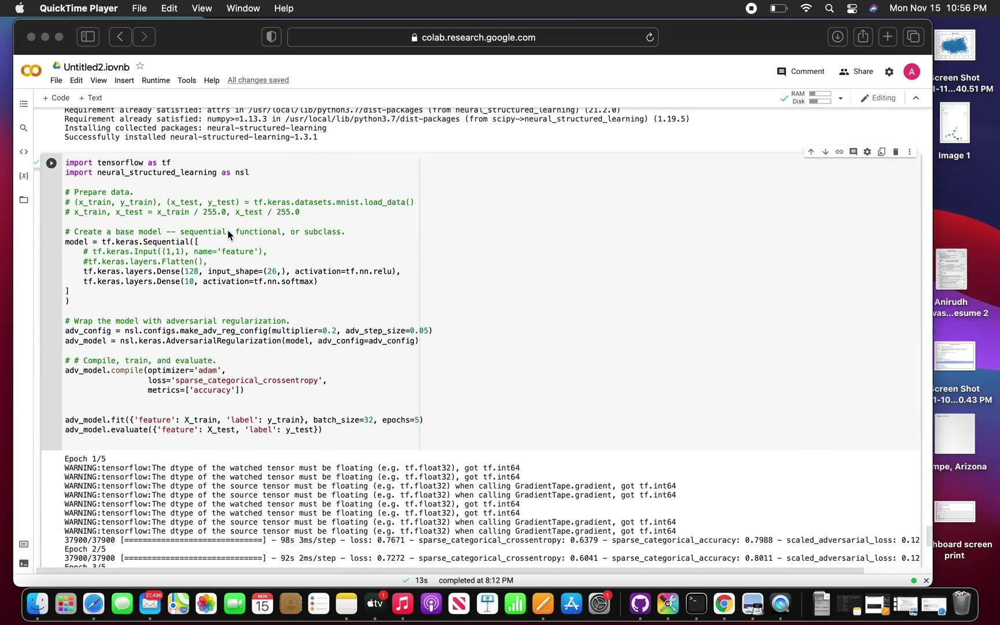 QuickTime Player File Edit View Window Help Mon Nov 15 10:56 PM
colab.research.google.com
Untitled2.ipynb
File Edit View Insert Runtime Tools Help All changes saved
Comment Share A
+ Code + Text
RAM
Disk
Editing
Requirement already satisfied: attrs in /usr/local/lib/python3.7/dist-packages (from neural_structured_learning) (21.2.0)
Requirement already satisfied: numpy>=1.13.3 in /usr/local/lib/python3.7/dist-packages (from scipy->neural_structured_learning) (1.19.5)
Installing collected packages: neural-structured-learning
Successfully installed neural-structured-learning-1.3.1
import tensorflow as tf
import neural_structured_learning as nsl
# Prepare data.
# (x_train, y_train), (x_test, y_test) = tf.keras.datasets.mnist.load_data()
# x_train, x_test = x_train / 255.0, x_test / 255.0
# Create a base model -- sequential, functional, or subclass.
model = tf.keras.Sequential([
# tf.keras.Input((1,1), name='feature'),
#tf.keras.layers.Flatten(),
tf.keras.layers.Dense(128, input_shape=(26,), activation=tf.nn.relu),
tf.keras.layers.Dense(10, activation=tf.nn.softmax)
]
)
# Wrap the model with adversarial regularization.
adv_config = nsl.configs.make_adv_reg_config(multiplier=0.2, adv_step_size=0.05)
adv_model = nsl.keras.AdversarialRegularization(model, adv_config=adv_config)
# # Compile, train, and evaluate.
adv_model.compile(optimizer='adam',
loss='sparse_categorical_crossentropy',
metrics=['accuracy'])
adv_model.fit({'feature': X_train, 'label': y_train}, batch_size=32, epochs=5)
adv_model.evaluate({'feature': X_test, 'label': y_test})
Epoch 1/5
WARNING:tensorflow:The dtype of the watched tensor must be floating (e.g. tf.float32), got tf.int64
WARNING:tensorflow:The dtype of the watched tensor must be floating (e.g. tf.float32), got tf.int64
WARNING:tensorflow:The dtype of the source tensor must be floating (e.g. tf.float32) when calling GradientTape.gradient, got tf.int64
WARNING:tensorflow:The dtype of the source tensor must be floating (e.g. tf.float32) when calling GradientTape.gradient, got tf.int64
WARNING:tensorflow:The dtype of the watched tensor must be floating (e.g. tf.float32), got tf.int64
WARNING:tensorflow:The dtype of the watched tensor must be floating (e.g. tf.float32), got tf.int64
WARNING:tensorflow:The dtype of the source tensor must be floating (e.g. tf.float32) when calling GradientTape.gradient, got tf.int64
WARNING:tensorflow:The dtype of the source tensor must be floating (e.g. tf.float32) when calling GradientTape.gradient, got tf.int64
37900/37900 [==============================] - 98s 3ms/step - loss: 0.7671 - sparse_categorical_crossentropy: 0.6379 - sparse_categorical_accuracy: 0.7988 - scaled_adversarial_loss: 0.12
Epoch 2/5
37900/37900 [==============================] - 92s 2ms/step - loss: 0.7272 - sparse_categorical_crossentropy: 0.6041 - sparse_categorical_accuracy: 0.8011 - scaled_adversarial_loss: 0.12
Epoch 3/5
13s completed at 8:12 PM
Screen Shot
1-11...40.51 PM
Image 1
Anirudh
vas...esume 2
Screen Shot
1-10...0.43 PM
mpe, Arizona
hboard screen
print
27,496
NOV
15
tv
1
1
1